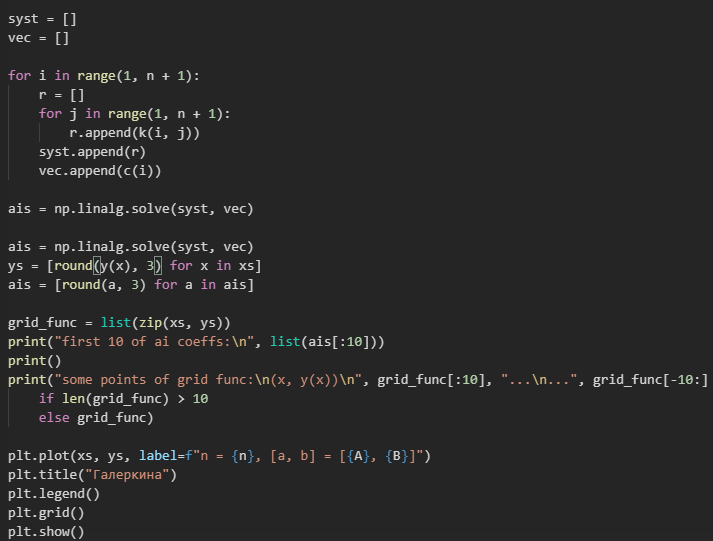 syst = []
vec = []
for i in range(1, n + 1):
    r = []
    for j in range(1, n + 1):
        r.append(k(i, j))
    syst.append(r)
    vec.append(c(i))
ais = np.linalg.solve(syst, vec)
ais = np.linalg.solve(syst, vec)
ys = [round(y(x), 3) for x in xs]
ais = [round(a, 3) for a in ais]
grid_func = list(zip(xs, ys))
print("first 10 of ai coeffs:\n", list(ais[:10]))
print()
print("some points of grid func:\n(x, y(x))\n", grid_func[:10], "...\n...", grid_func[-10:]
    if len(grid_func) > 10
    else grid_func)
plt.plot(xs, ys, label=f"n = {n}, [a, b] = [{A}, {B}]")
plt.title("Галеркина")
plt.legend()
plt.grid()
plt.show()